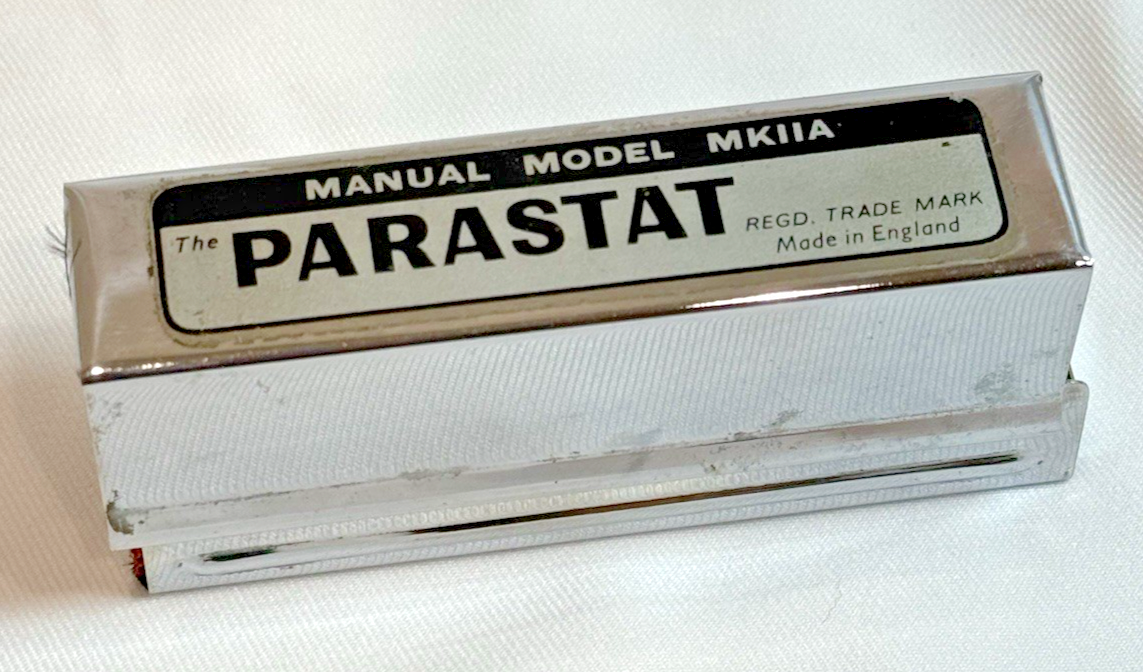 MANUAL MODEL MKIIA
The PARASTAT REGD. TRADE MARK
Made in England